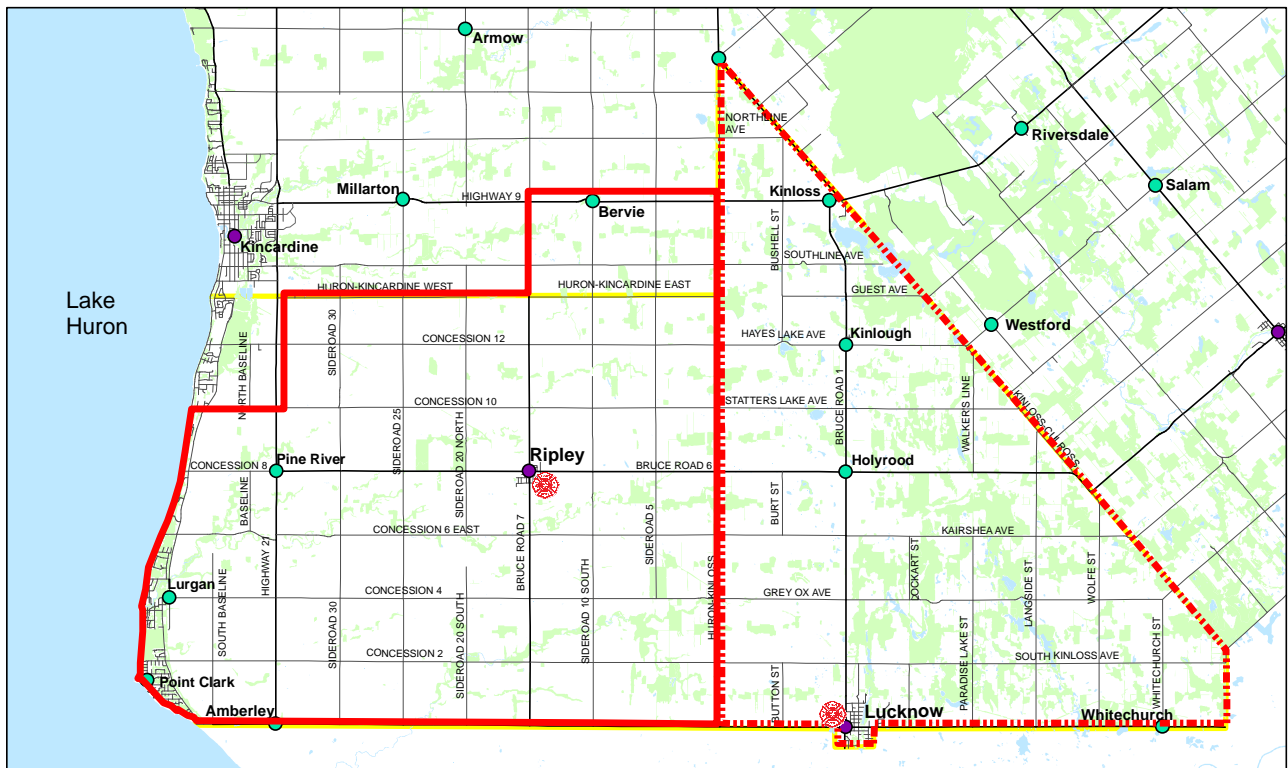 Armow
NORTHLINE
AVE
Riversdale
Millarton
HIGHWAY 9
Bervie
Kinloss
Salam
Kincardine
BUSHELL ST
SOUTHLINE AVE
Lake
Huron
HURON-KINCARDINE WEST
HURON-KINCARDINE EAST
GUEST AVE
SIDEROAD 30
CONCESSION 12
HAYES LAKE AVE
Kinlough
Westford
NORTH BASELINE
CONCESSION 10
STATTERS LAKE AVE
BRUCE ROAD 1
WALKERS LINE
KINLOSS-CULROSS
SIDEROAD 25
SIDEROAD 20 NORTH
CONCESSION 8
Pine River
Ripley
BRUCE ROAD 6
Holyrood
BASELINE
HIGHWAY 21
CONCESSION 6 EAST
BRUCE ROAD 7
SIDEROAD 5
BURT ST
KAIRSHEA AVE
Lurgan
SOUTH BASELINE
SIDEROAD 30
CONCESSION 4
SIDEROAD 20 SOUTH
SIDEROAD 10 SOUTH
HURON-KINLOSS
GREY OX AVE
LOCKART ST
LANGSIDE ST
WOLFE ST
CONCESSION 2
SOUTH KINLOSS AVE
PARADISE LAKE ST
WHITECHURCH ST
Point Clark
Amberley
BUTTON ST
Lucknow
Whitechurch